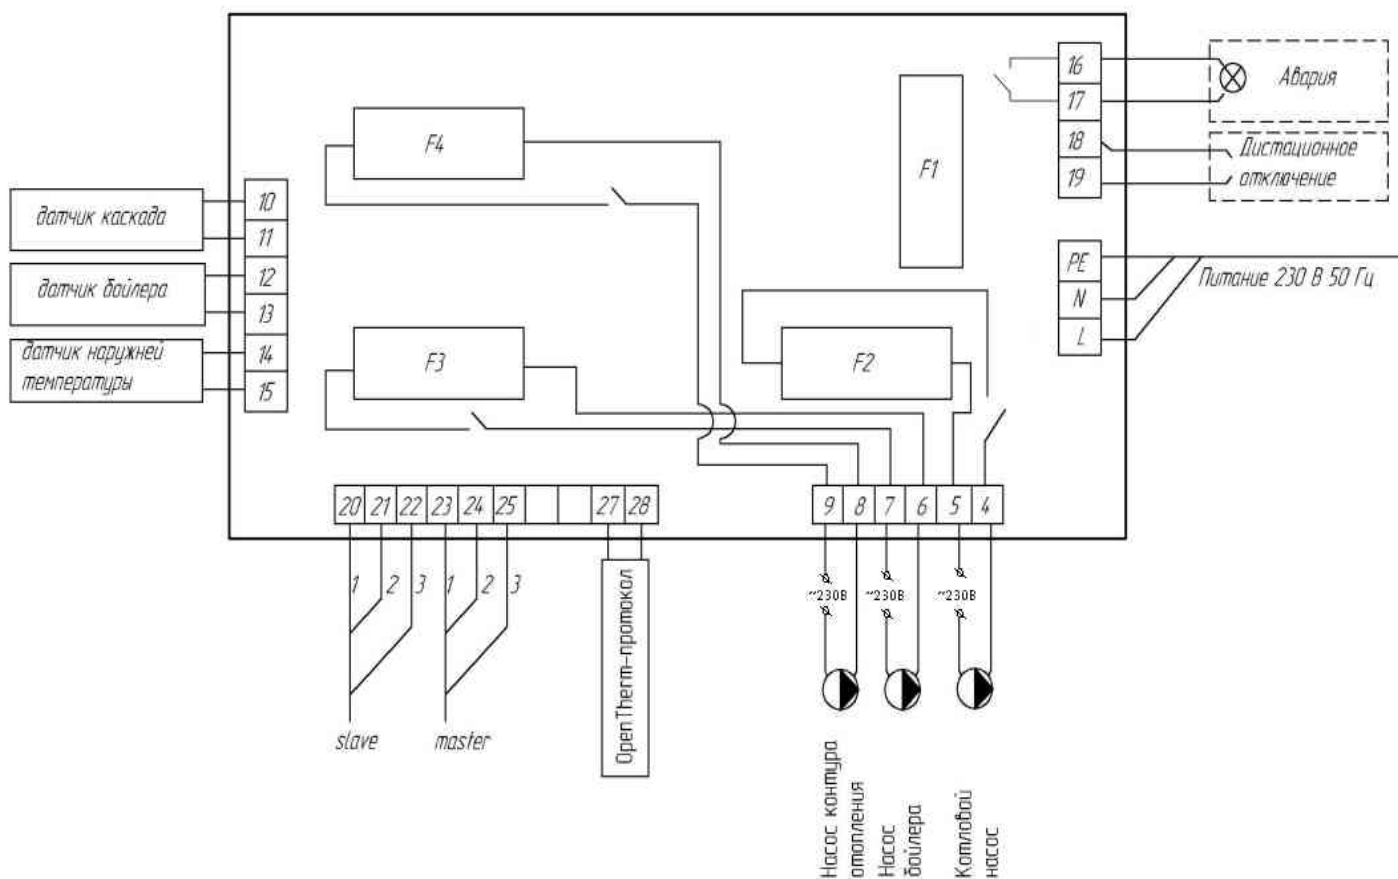 16
Авария
17
F4
F1
18
Дистационное
19
отключение
10
датчик каскада
11
PE
12
Питание 230 В 50 Гц
датчик бойлера
N
13
L
датчик наружней
14
F3
F2
температуры
15
20 21 22 23 24 25 27 28
9 8 7 6 5 4
1 2 3 1 2 3
~230В ~230В ~230В
OpenTherm-протокол
slave
master
Насос контура
отопления
Насос
бойлера
Котловой
насос